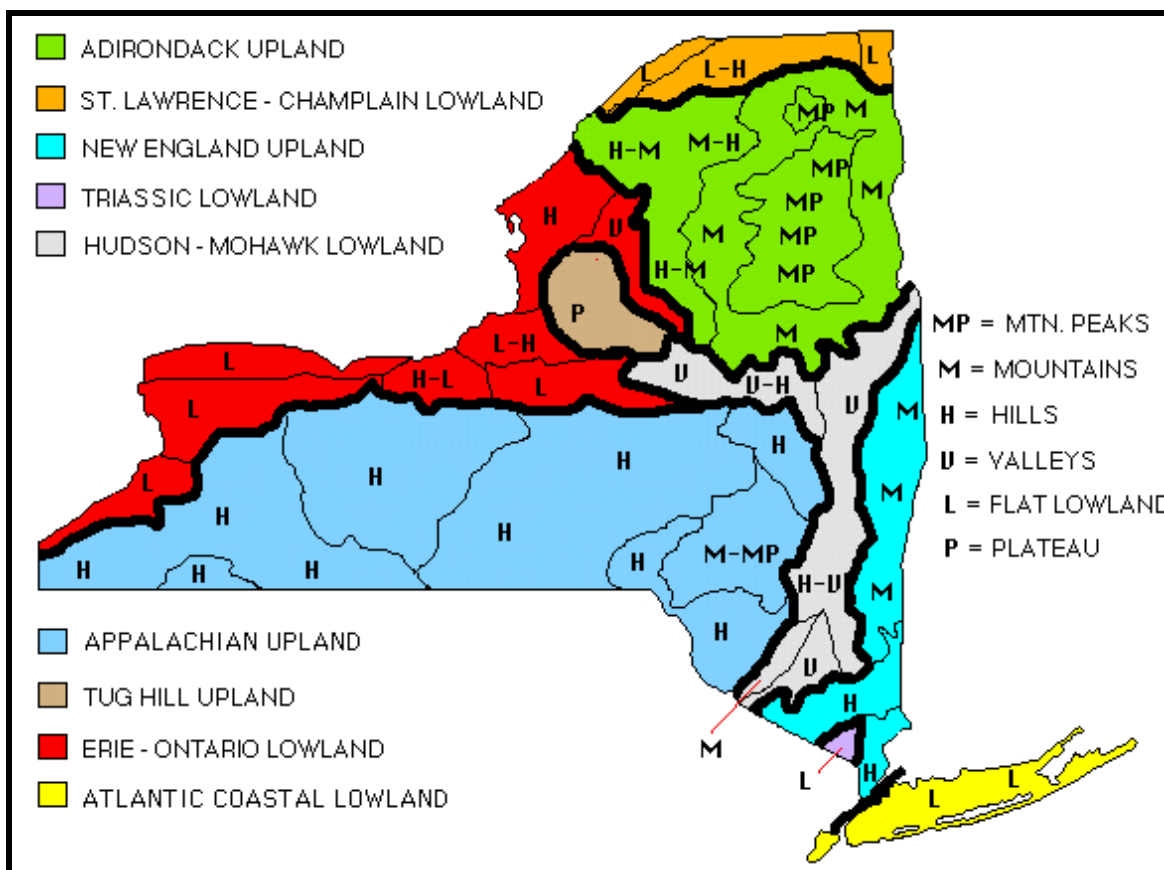 ADIRONDACK UPLAND
ST. LAWRENCE - CHAMPLAIN LOWLAND
NEW ENGLAND UPLAND
TRIASSIC LOWLAND
HUDSON - MOHAWK LOWLAND
L
L-H
L
MP
M
H-M
M-H
MP
M
H
V
MP
M
MP
H-M
MP
P
M
L-H
L
H-L
L
V
V-H
V
M
L
H
H
H
L
H
M
H
H
H
H
M-MP
H-V
M
H
V
H
M
L
H
L
L
MP = MTN. PEAKS
M = MOUNTAINS
H = HILLS
V = VALLEYS
L = FLAT LOWLAND
P = PLATEAU
APPALACHIAN UPLAND
TUG HILL UPLAND
ERIE - ONTARIO LOWLAND
ATLANTIC COASTAL LOWLAND